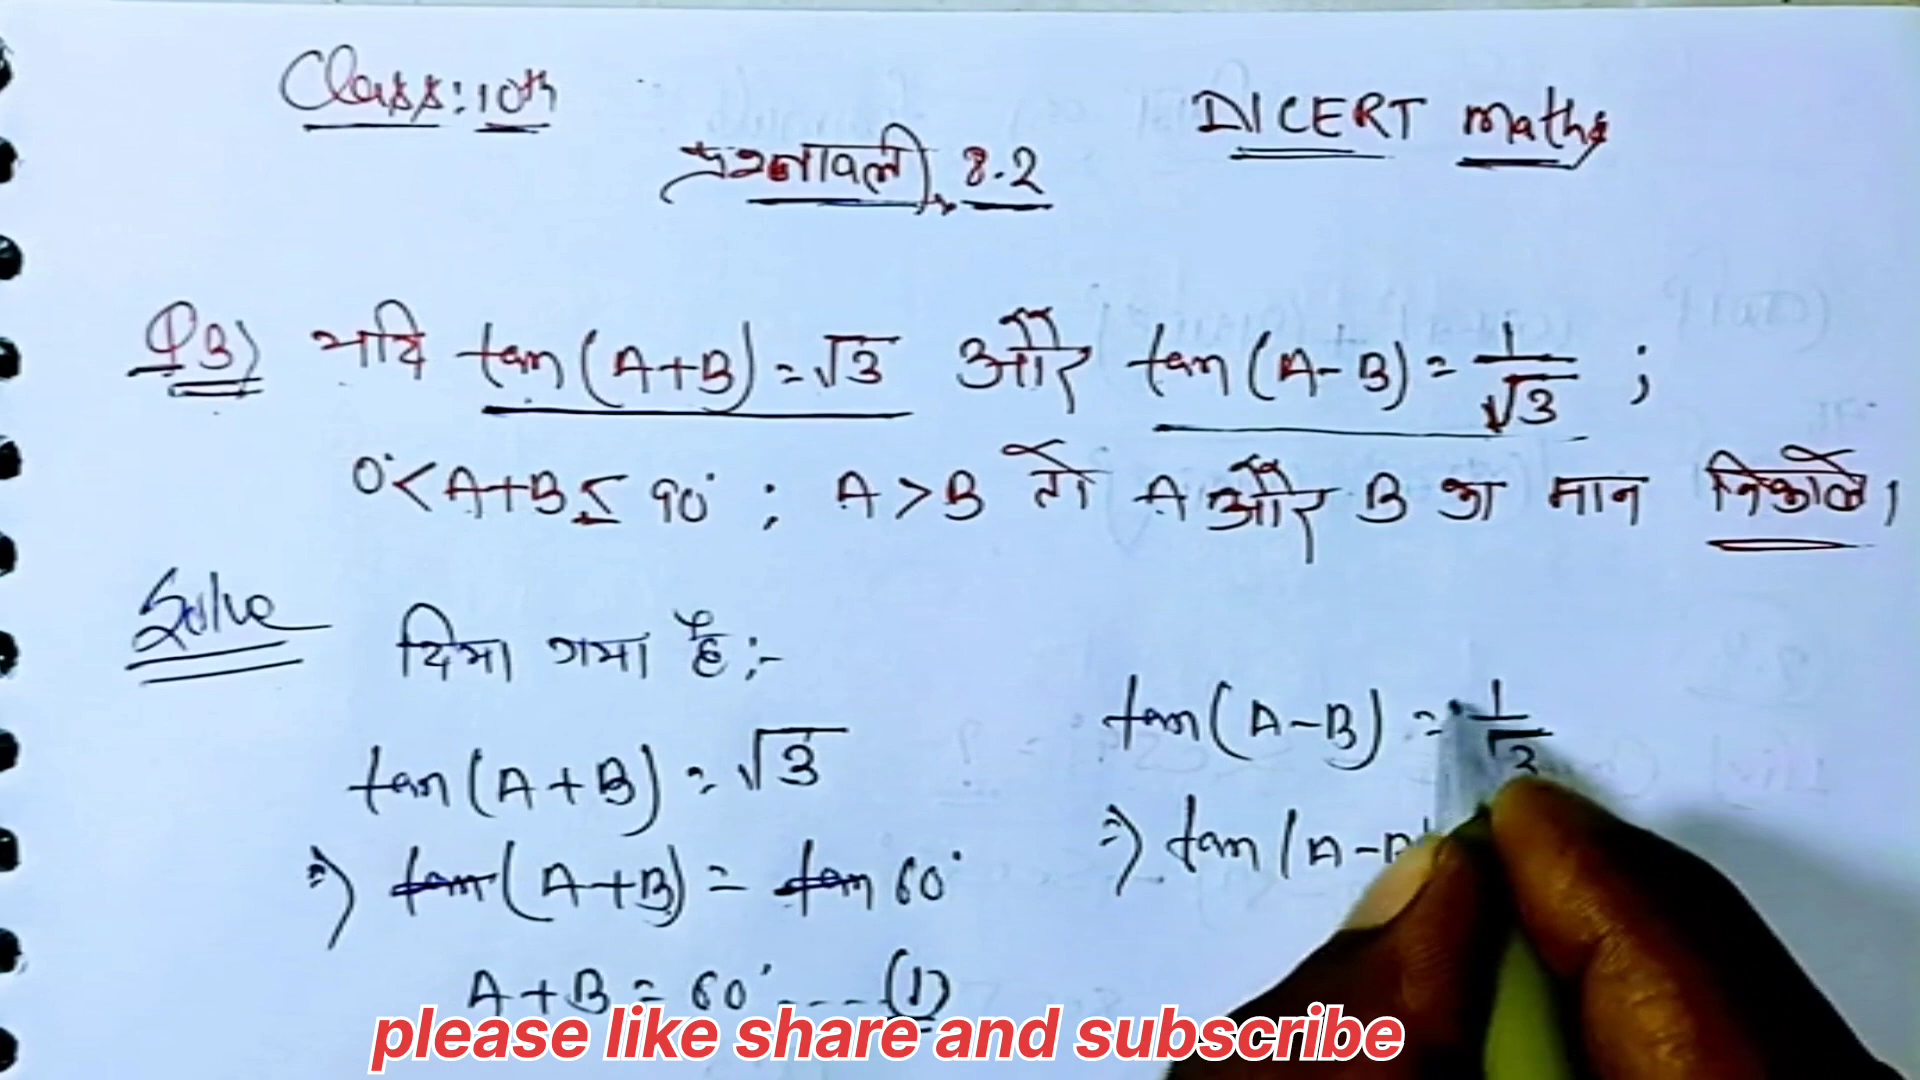 Class: 10th
DICERT maths
प्रश्नावली, 8.2
Q3) यदि tan(A+B) = √3 और tan(A-B) = 1/√3 ;
0°<A+B≤90° ; A>B तो A और B का मान निकाले।
Solve
दिया गया है:-
tan(A+B) = √3
⇒ tan(A+B) = tan 60°
A+B = 60° ---- (1)
tan(A-B) = 1/√3
⇒ tan(A-B
please like share and subscribe